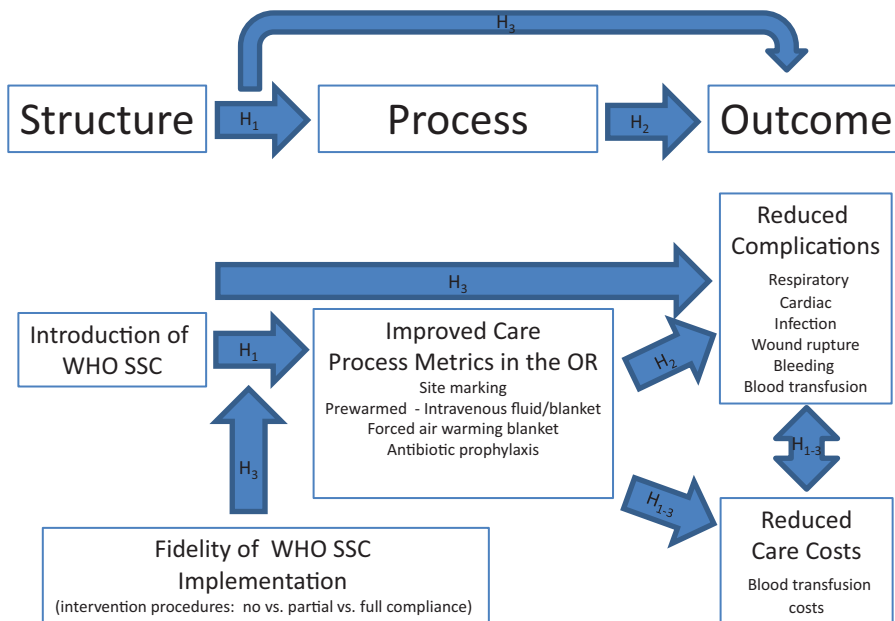 H3
Structure
H1
Process
H2
Outcome
Reduced
Complications
Respiratory
Cardiac
Infection
Wound rupture
Bleeding
Blood transfusion
H3
Introduction of
WHO SSC
H1
Improved Care
Process Metrics in the OR
Site marking
Prewarmed - Intravenous fluid/blanket
Forced air warming blanket
Antibiotic prophylaxis
H2
H3
H1-3
H1-3
Fidelity of WHO SSC
Implementation
(intervention procedures: no vs. partial vs. full compliance)
Reduced
Care Costs
Blood transfusion
costs